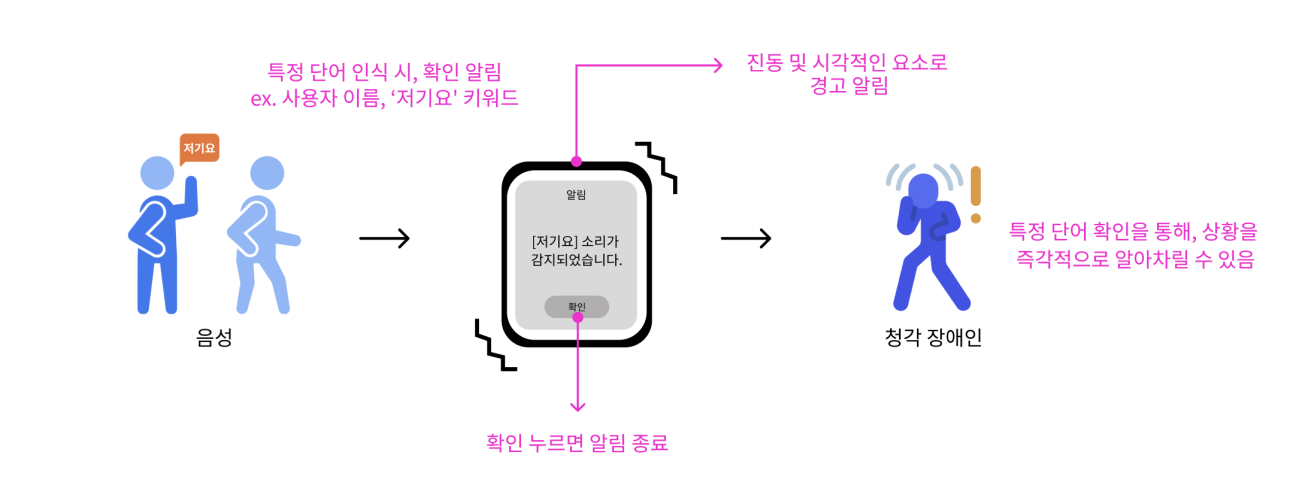 특정 단어 인식 시, 확인 알림
ex. 사용자 이름, ‘저기요' 키워드
진동 및 시각적인 요소로
경고 알림
저기요
알림
[저기요] 소리가
감지되었습니다.
확인
특정 단어 확인을 통해, 상황을
즉각적으로 알아차릴 수 있음
음성
청각 장애인
확인 누르면 알림 종료